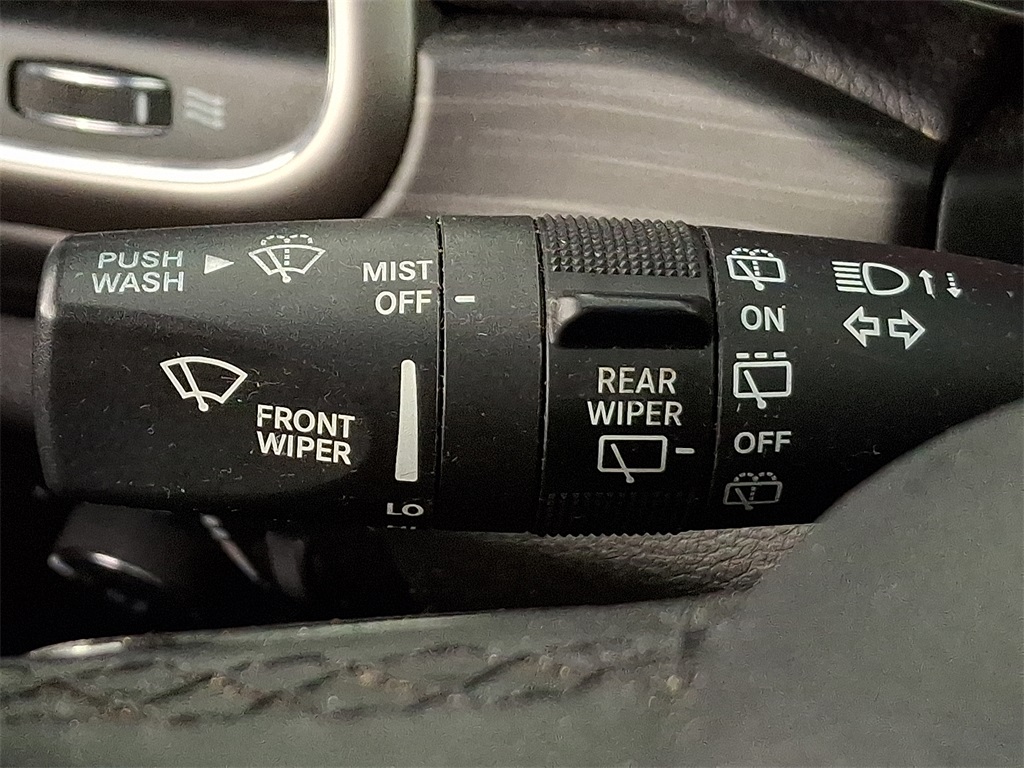 PUSH
WASH
MIST
OFF
FRONT
WIPER
LO
REAR
WIPER
ON
OFF